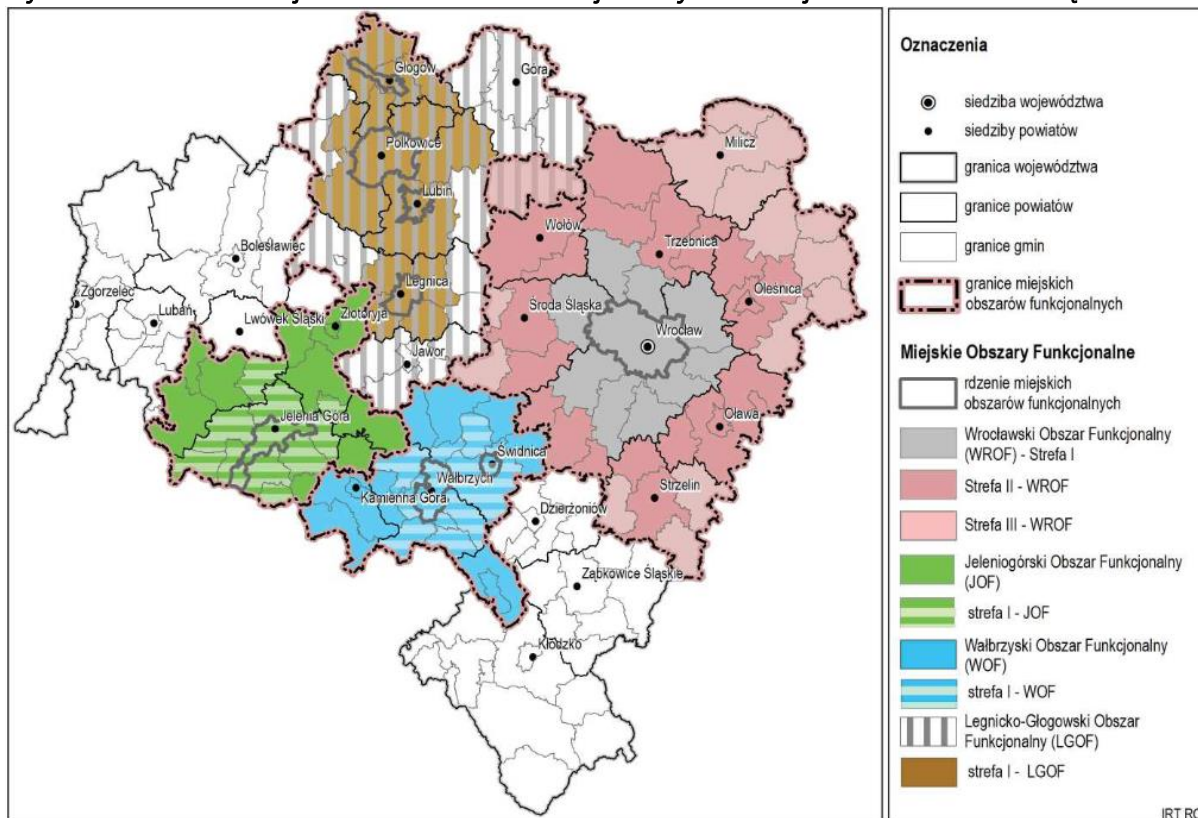 Głogów
Góra
Polkowice
Lubin
Milicz
Wołów
Trzebnica
Bolesławiec
Zgorzelec
Lubań
Lwówek Śląski
Złotoryja
Legnica
Środa Śląska
Oleśnica
Wrocław
Jawor
Jelenia Góra
Oława
Świdnica
Wałbrzych
Kamienna Góra
Strzelin
Dzierżoniów
Ząbkowice Śląskie
Kłodzko
Oznaczenia
siedziba województwa
siedziby powiatów
granica województwa
granice powiatów
granice gmin
granice miejskich
obszarów funkcjonalnych
Miejskie Obszary Funkcjonalne
rdzenie miejskich
obszarów funkcjonalnych
Wrocławski Obszar Funkcjonalny
(WROF) - Strefa I
Strefa II - WROF
Strefa III - WROF
Jeleniogórski Obszar Funkcjonalny
(JOF)
strefa I - JOF
Wałbrzyski Obszar Funkcjonalny
(WOF)
strefa I - WOF
Legnicko-Głogowski Obszar
Funkcjonalny (LGOF)
strefa I - LGOF